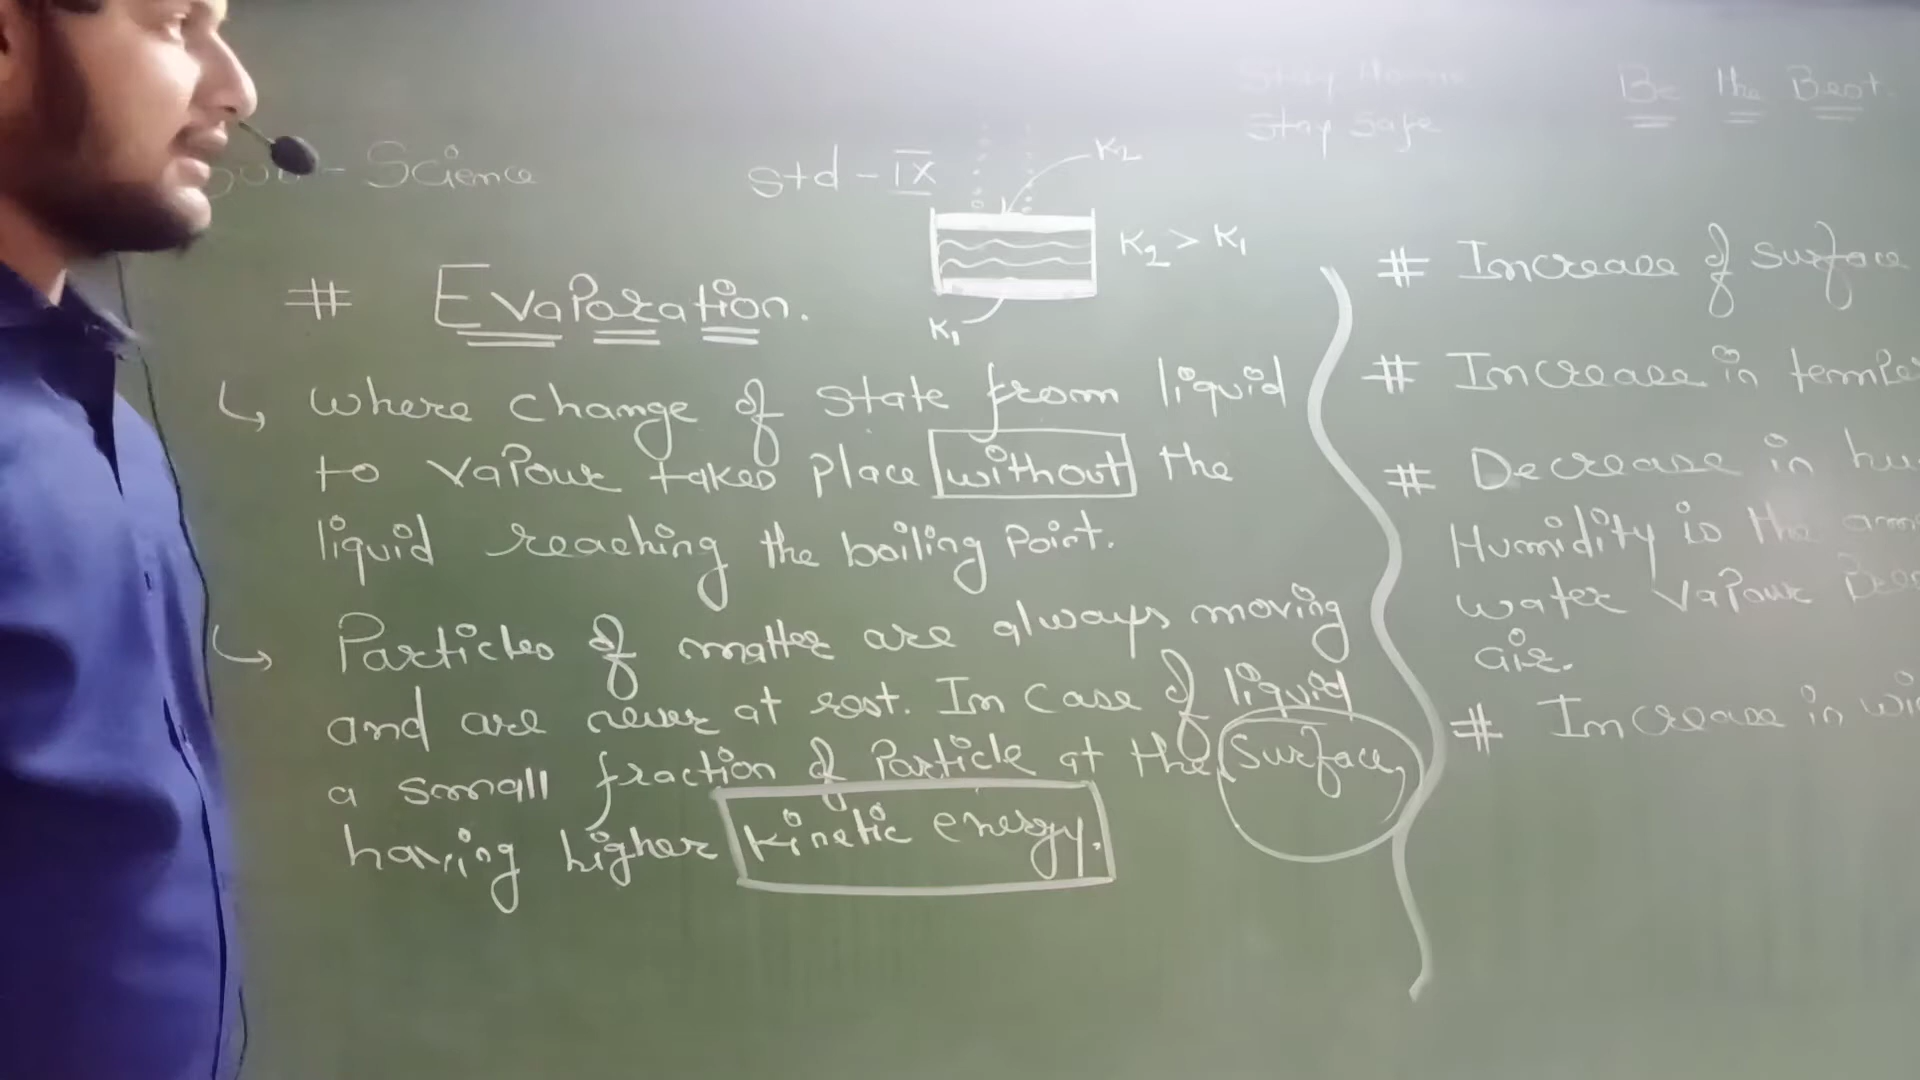 - Science
Std - IX
Stay Home
Stay Safe
Be the Best.
K2
K2 > K1
K1
# Evaporation.
↳ where change of state from liquid
to vapour takes place without the
liquid reaching the boiling point.
↳ Particles of matter are always moving
and are never at rest. In case of liquid
a small fraction of Particle at the surface,
having higher kinetic energy.
# Increase of surface
# Increase in
# Decrease in
Humidity is the
water vapour
air.
# Increase in